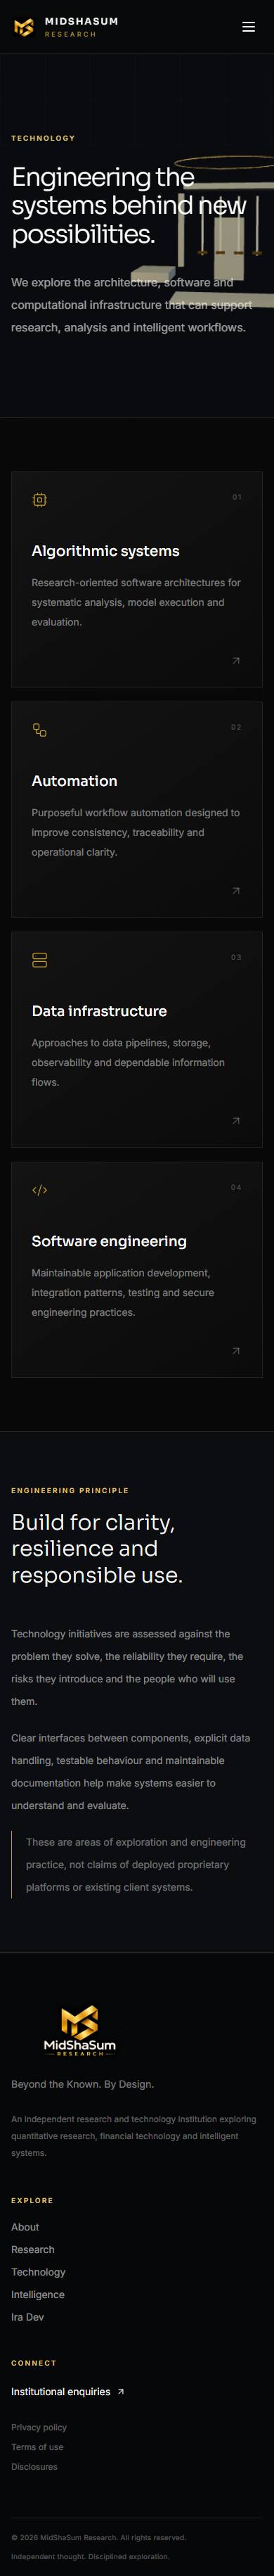 MIDSHASUM
RESEARCH
TECHNOLOGY
Engineering the
systems behind new
possibilities.
We explore the architecture, software and
computational infrastructure that can support
research, analysis and intelligent workflows.
01
Algorithmic systems
Research-oriented software architectures for
systematic analysis, model execution and
evaluation.
02
Automation
Purposeful workflow automation designed to
improve consistency, traceability and
operational clarity.
03
Data infrastructure
Approaches to data pipelines, storage,
observability and dependable information
flows.
04
Software engineering
Maintainable application development,
integration patterns, testing and secure
engineering practices.
ENGINEERING PRINCIPLE
Build for clarity,
resilience and
responsible use.
Technology initiatives are assessed against the
problem they solve, the reliability they require, the
risks they introduce and the people who will use
them.
Clear interfaces between components, explicit data
handling, testable behaviour and maintainable
documentation help make systems easier to
understand and evaluate.
These are areas of exploration and engineering
practice, not claims of deployed proprietary
platforms or existing client systems.
MidShaSum
RESEARCH
Beyond the Known. By Design.
An independent research and technology institution exploring
quantitative research, financial technology and intelligent
systems.
EXPLORE
About
Research
Technology
Intelligence
Ira Dev
CONNECT
Institutional enquiries
Privacy policy
Terms of use
Disclosures
© 2026 MidShaSum Research. All rights reserved.
Independent thought. Disciplined exploration.